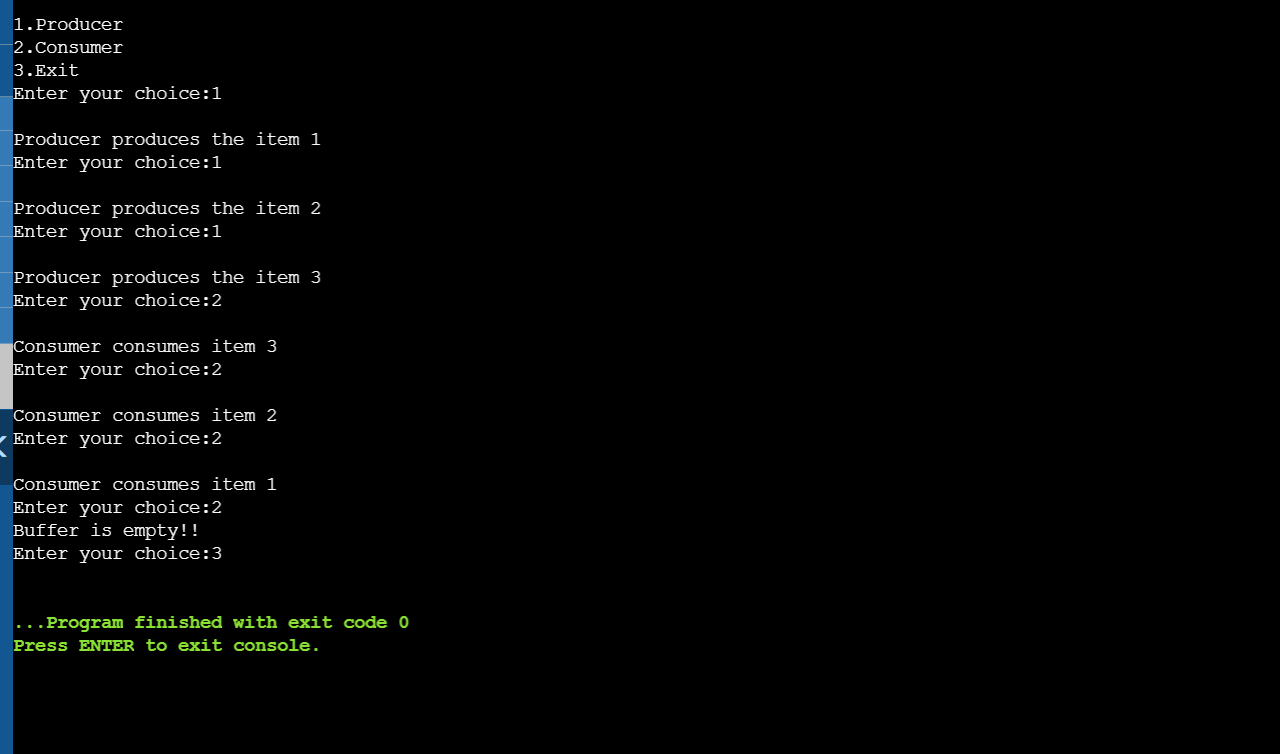 1.Producer
2.Consumer
3.Exit
Enter your choice:1
Producer produces the item 1
Enter your choice:1
Producer produces the item 2
Enter your choice:1
Producer produces the item 3
Enter your choice:2
Consumer consumes item 3
Enter your choice:2
Consumer consumes item 2
Enter your choice:2
Consumer consumes item 1
Enter your choice:2
Buffer is empty!!
Enter your choice:3
...Program finished with exit code 0
Press ENTER to exit console.